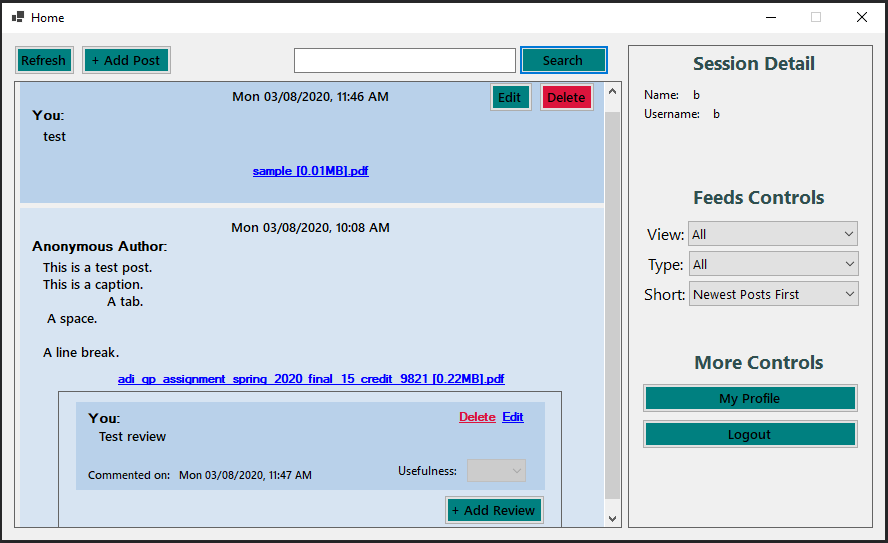 Home
Refresh
+ Add Post
Search
Mon 03/08/2020, 11:46 AM
Edit
Delete
You:
test
sample [0.01MB].pdf
Mon 03/08/2020, 10:08 AM
Anonymous Author:
This is a test post.
This is a caption.
A tab.
A space.
A line break.
adi_gp_assignment_spring_2020_final_15_credit_9821 [0.22MB].pdf
You:
Delete Edit
Test review
Commented on: Mon 03/08/2020, 11:47 AM
Usefulness:
+ Add Review
Session Detail
Name: b
Username: b
Feeds Controls
View: All
Type: All
Short: Newest Posts First
More Controls
My Profile
Logout